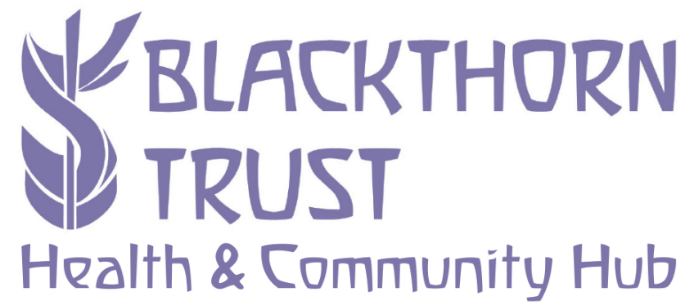 BLACKTHORN
TRUST
Health & Community Hub